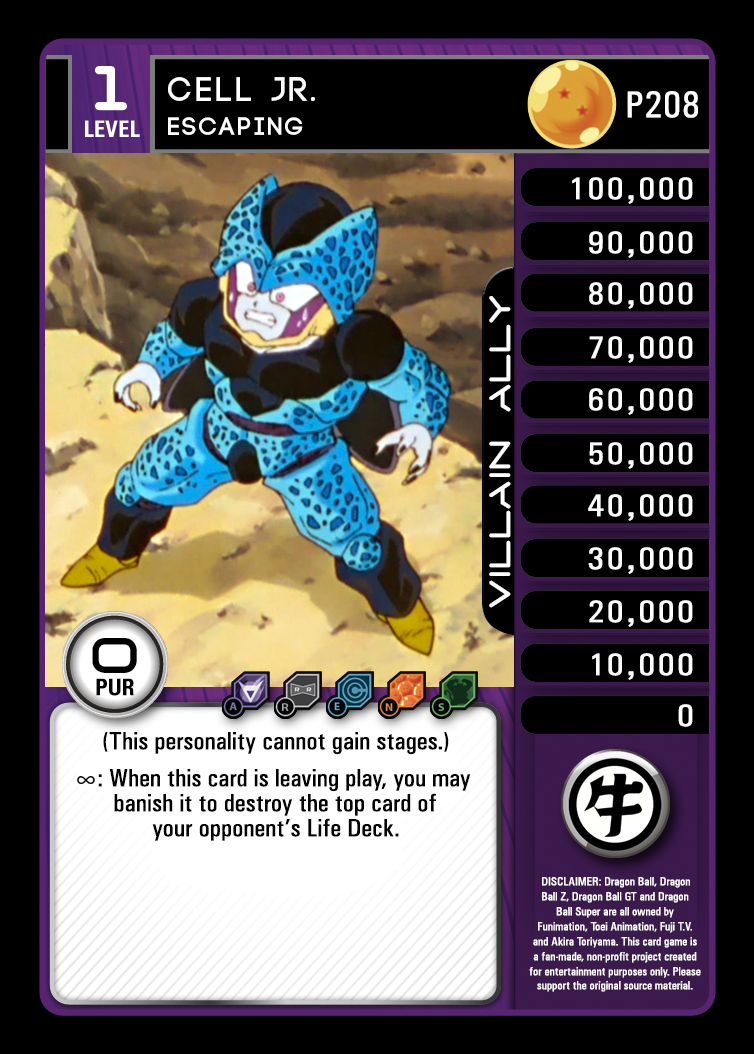 1
LEVEL
CELL JR.
ESCAPING
P208
100,000
90,000
80,000
70,000
60,000
50,000
40,000
30,000
20,000
10,000
0
VILLAIN ALLY
0
PUR
A R E N S
(This personality cannot gain stages.)
∞: When this card is leaving play, you may
banish it to destroy the top card of
your opponent's Life Deck.
牛
DISCLAIMER: Dragon Ball, Dragon
Ball Z, Dragon Ball GT and Dragon
Ball Super are all owned by
Funimation, Toei Animation, Fuji T.V.
and Akira Toriyama. This card game is
a fan-made, non-profit project created
for entertainment purposes only. Please
support the original source material.